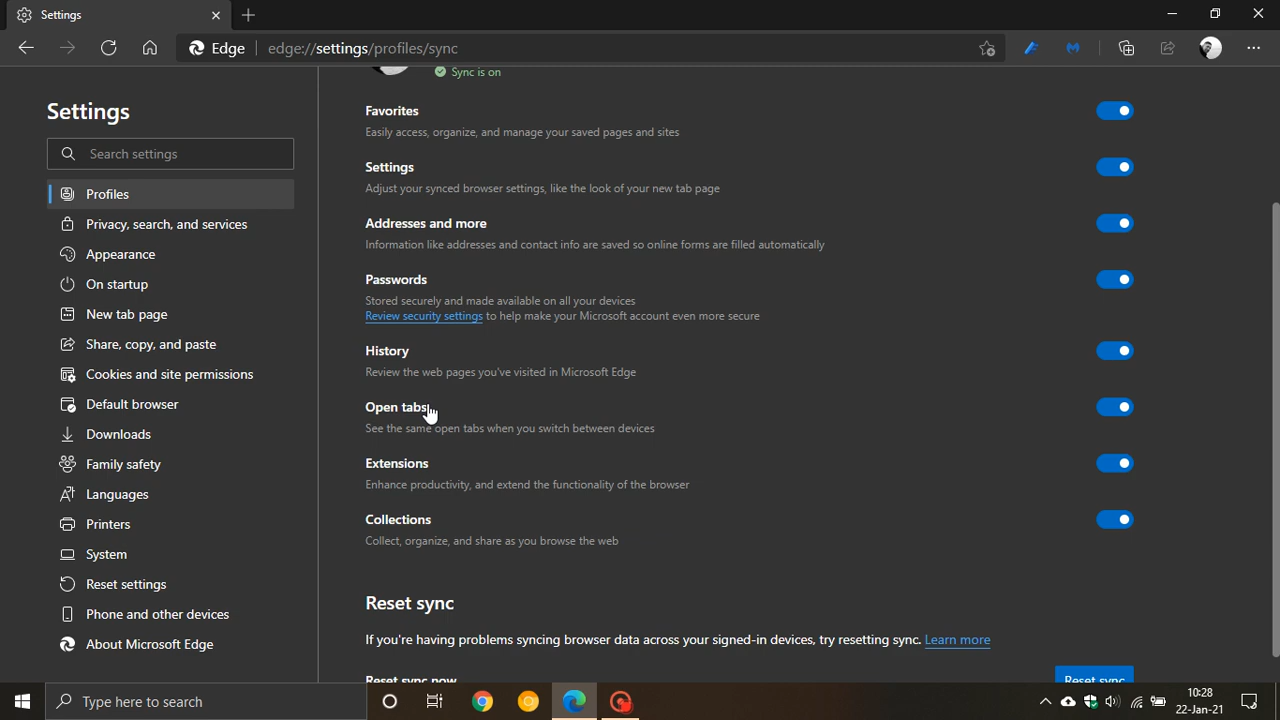 Settings
Edge
edge://settings/profiles/sync
Settings
Search settings
Profiles
Privacy, search, and services
Appearance
On startup
New tab page
Share, copy, and paste
Cookies and site permissions
Default browser
Downloads
Family safety
Languages
Printers
System
Reset settings
Phone and other devices
About Microsoft Edge
Sync is on
Favorites
Easily access, organize, and manage your saved pages and sites
Settings
Adjust your synced browser settings, like the look of your new tab page
Addresses and more
Information like addresses and contact info are saved so online forms are filled automatically
Passwords
Stored securely and made available on all your devices
Review security settings to help make your Microsoft account even more secure
History
Review the web pages you've visited in Microsoft Edge
Open tabs
See the same open tabs when you switch between devices
Extensions
Enhance productivity, and extend the functionality of the browser
Collections
Collect, organize, and share as you browse the web
Reset sync
If you're having problems syncing browser data across your signed-in devices, try resetting sync. Learn more
Reset sync now
Reset sync
Type here to search
10:28
22-Jan-21